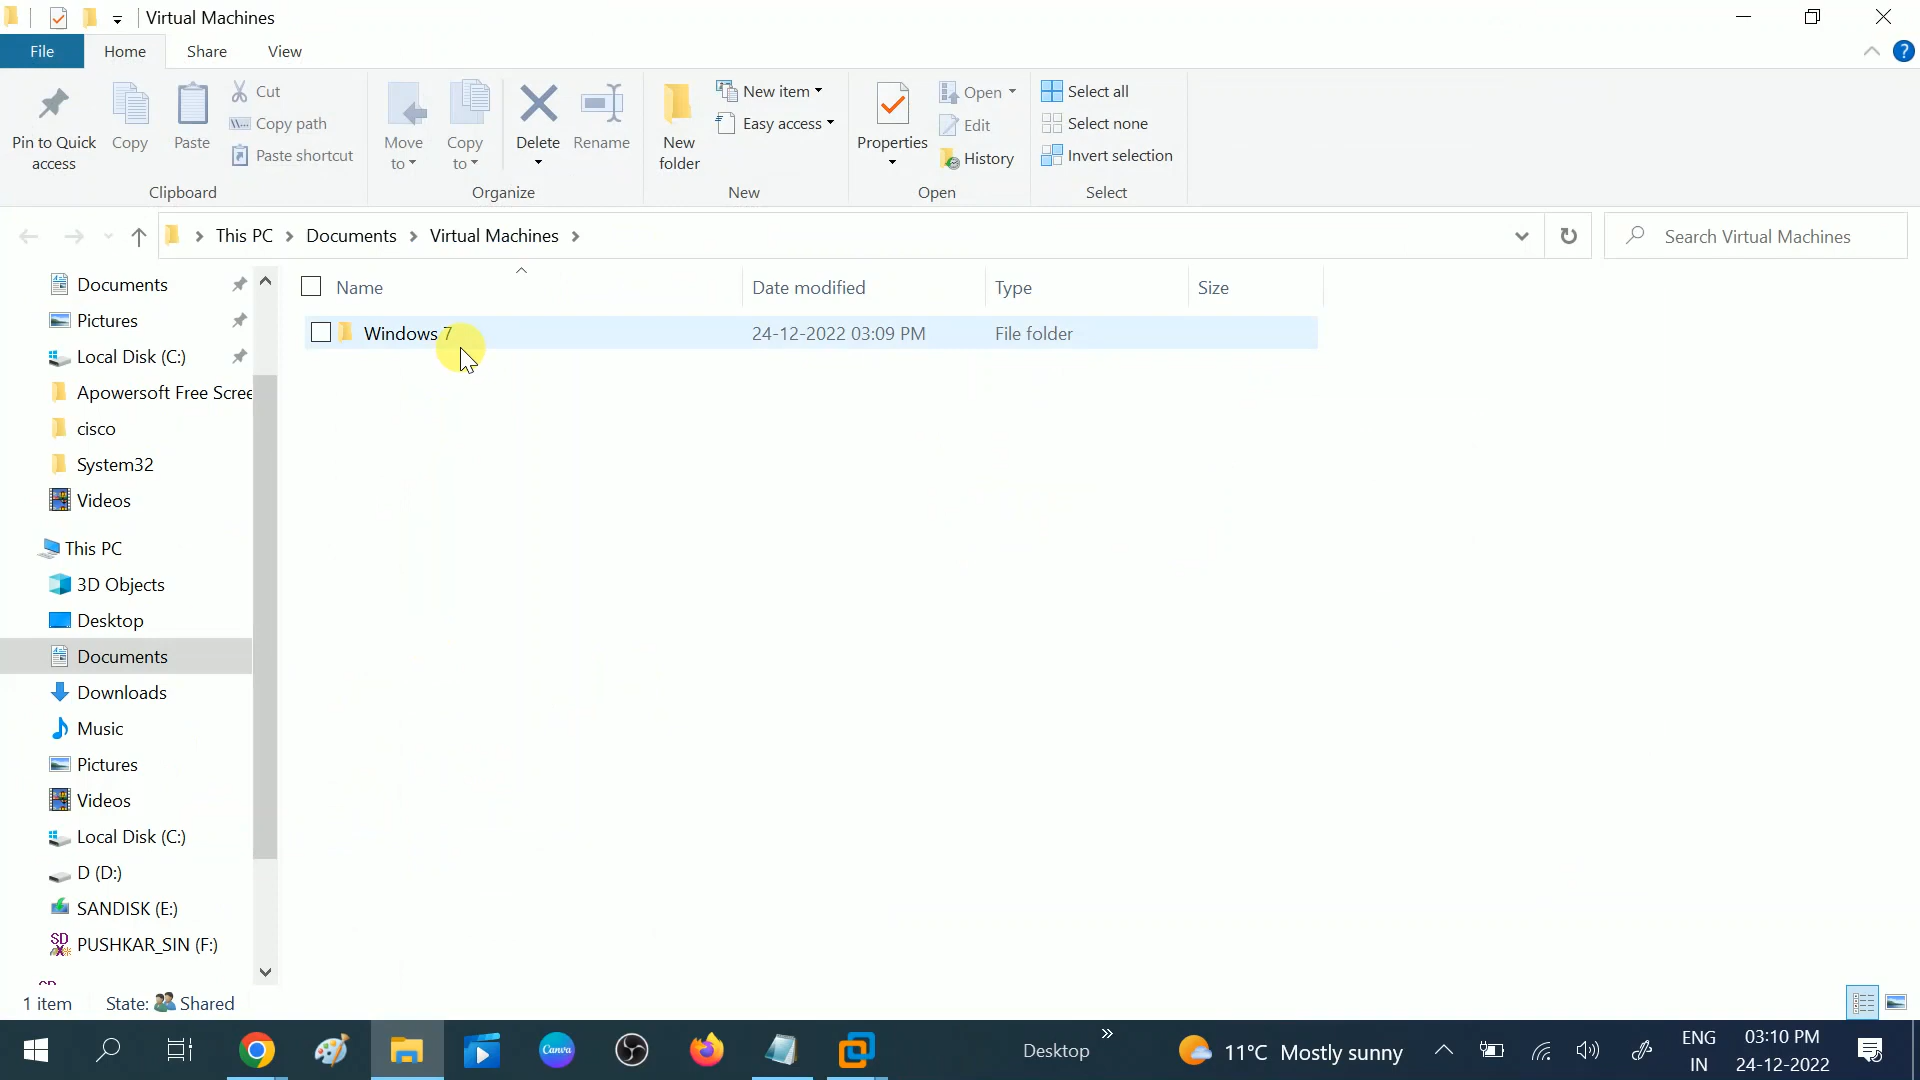 Virtual Machines
File Home Share View
Pin to Quick access
Copy
Paste
Cut
Copy path
Paste shortcut
Clipboard
Move to
Copy to
Delete
Rename
Organize
New folder
New item
Easy access
New
Properties
Open
Edit
History
Open
Select all
Select none
Invert selection
Select
This PC Documents Virtual Machines
Search Virtual Machines
Name Date modified Type Size
Windows 7 24-12-2022 03:09 PM File folder
Documents
Pictures
Local Disk (C:)
Apowersoft Free Scree
cisco
System32
Videos
This PC
3D Objects
Desktop
Documents
Downloads
Music
Pictures
Videos
Local Disk (C:)
D (D:)
SANDISK (E:)
PUSHKAR_SIN (F:)
1 item State: Shared
Canva
Desktop
11°C Mostly sunny
ENG
IN
03:10 PM
24-12-2022